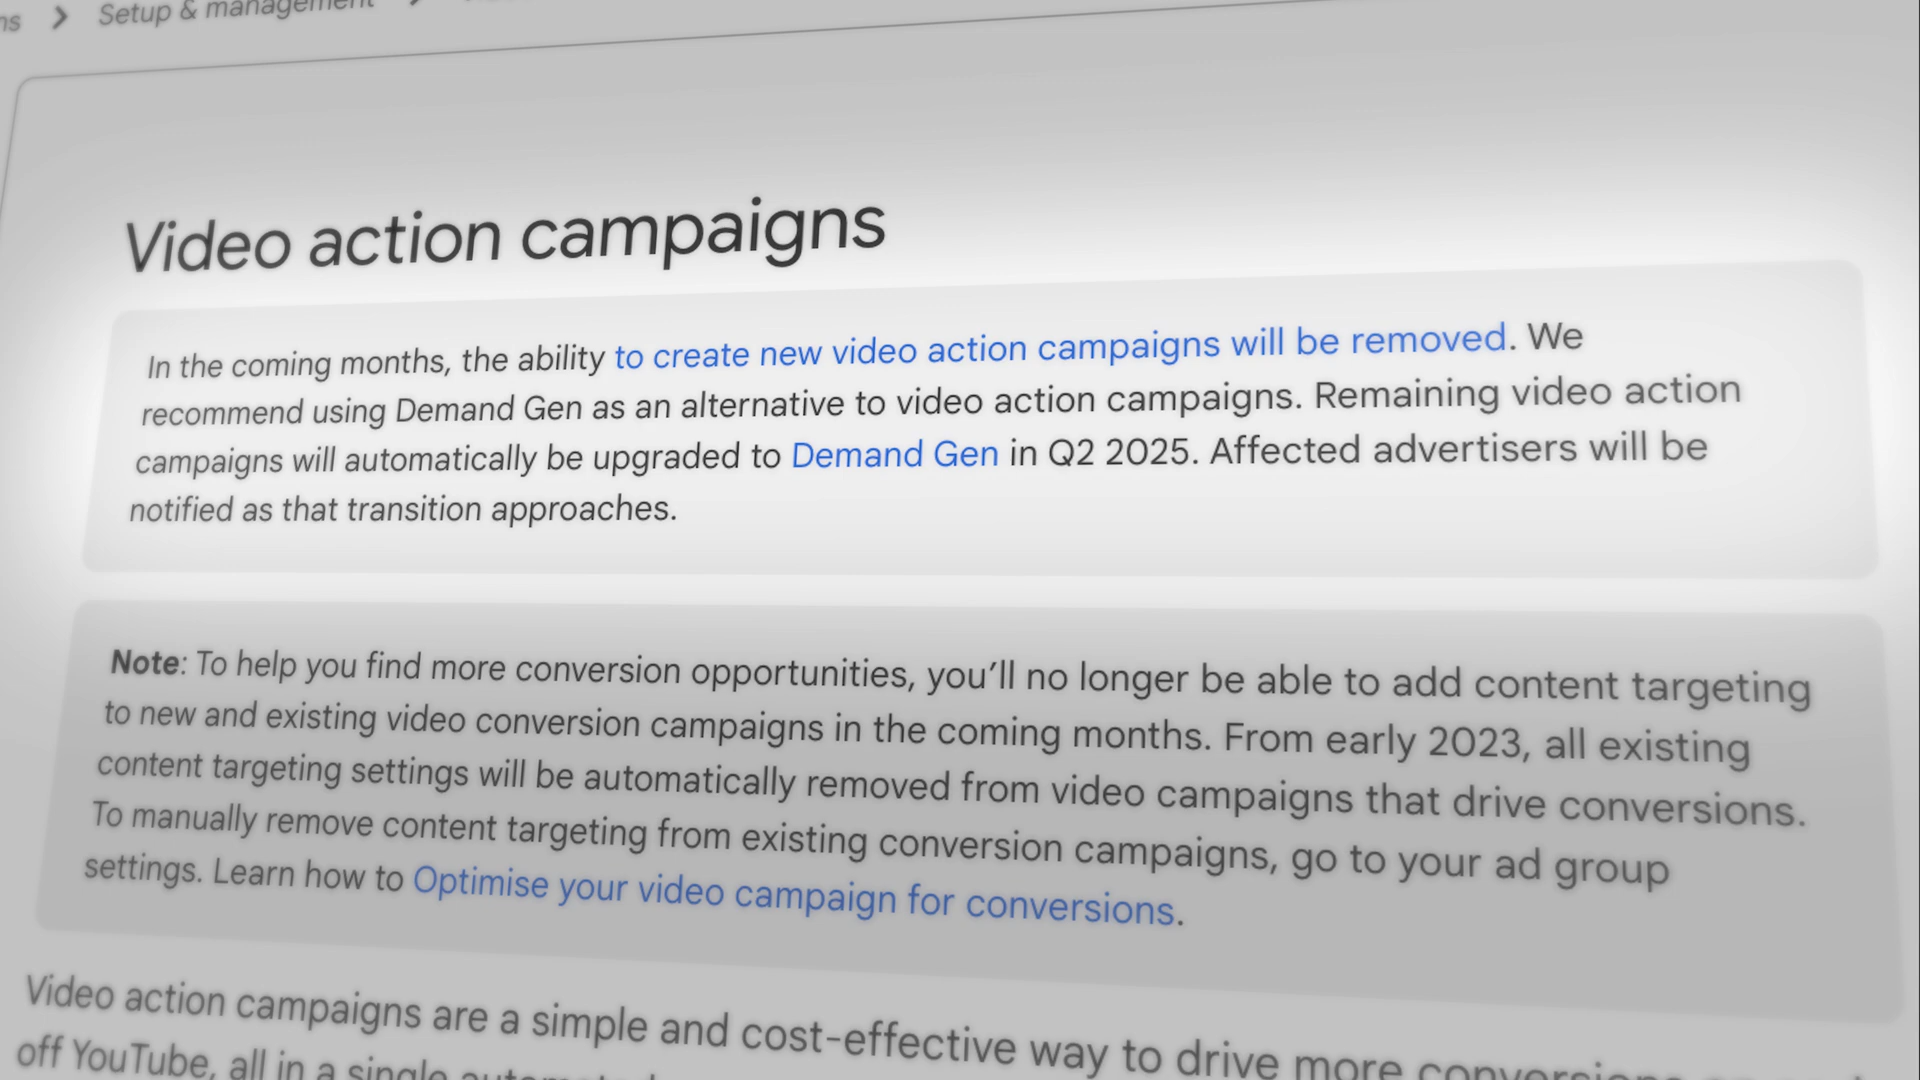 ns > Setup & management >
Video action campaigns
In the coming months, the ability to create new video action campaigns will be removed. We
recommend using Demand Gen as an alternative to video action campaigns. Remaining video action
campaigns will automatically be upgraded to Demand Gen in Q2 2025. Affected advertisers will be
notified as that transition approaches.
Note: To help you find more conversion opportunities, you’ll no longer be able to add content targeting
to new and existing video conversion campaigns in the coming months. From early 2023, all existing
content targeting settings will be automatically removed from video campaigns that drive conversions.
To manually remove content targeting from existing conversion campaigns, go to your ad group
settings. Learn how to Optimise your video campaign for conversions.
Video action campaigns are a simple and cost-effective way to drive more conversions
off YouTube, all in a single automated